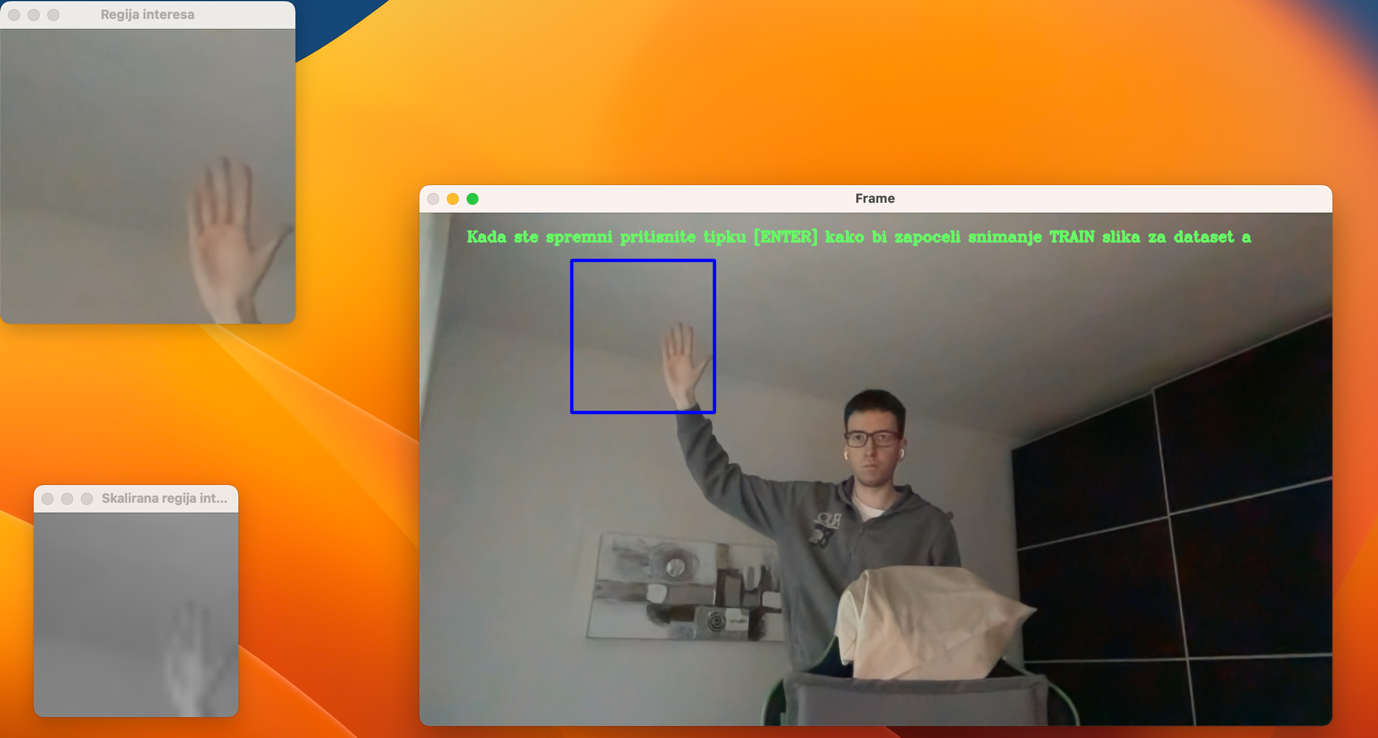 Regija interesa
Frame
Kada ste spremni pritisnite tipku [ENTER] kako bi zapoceli snimanje TRAIN slika za dataset a
Skalirana regija int...